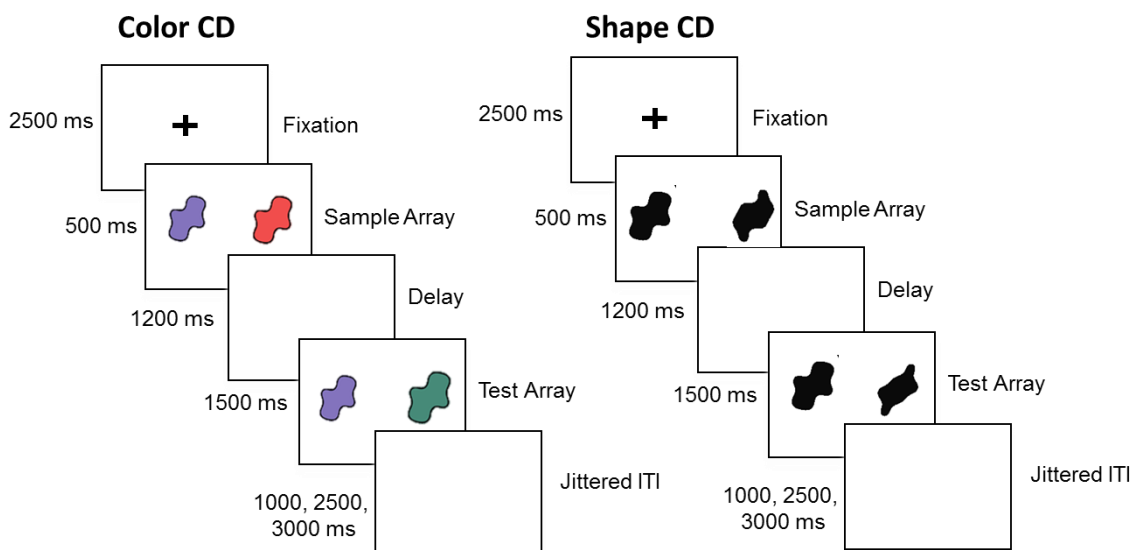 Color CD
2500 ms
Fixation
500 ms
Sample Array
Delay
1200 ms
Test Array
1500 ms
Jittered ITI
1000, 2500,
3000 ms
Shape CD
2500 ms
Fixation
500 ms
Sample Array
Delay
1200 ms
Test Array
1500 ms
Jittered ITI
1000, 2500,
3000 ms